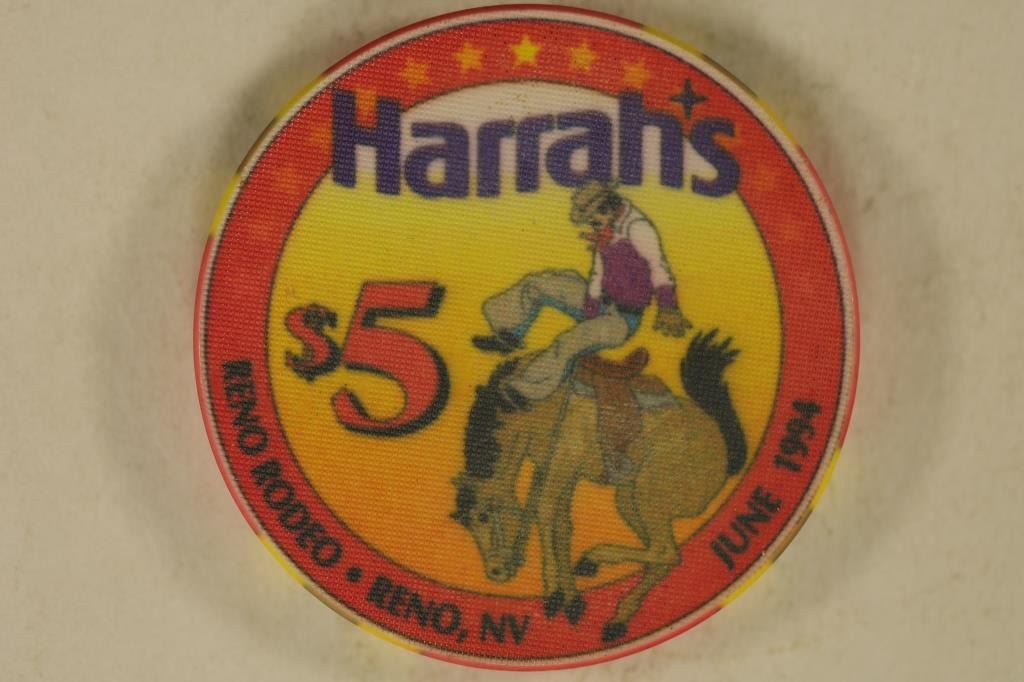 Harrah's
$5
RENO RODEO • RENO, NV
JUNE 1994